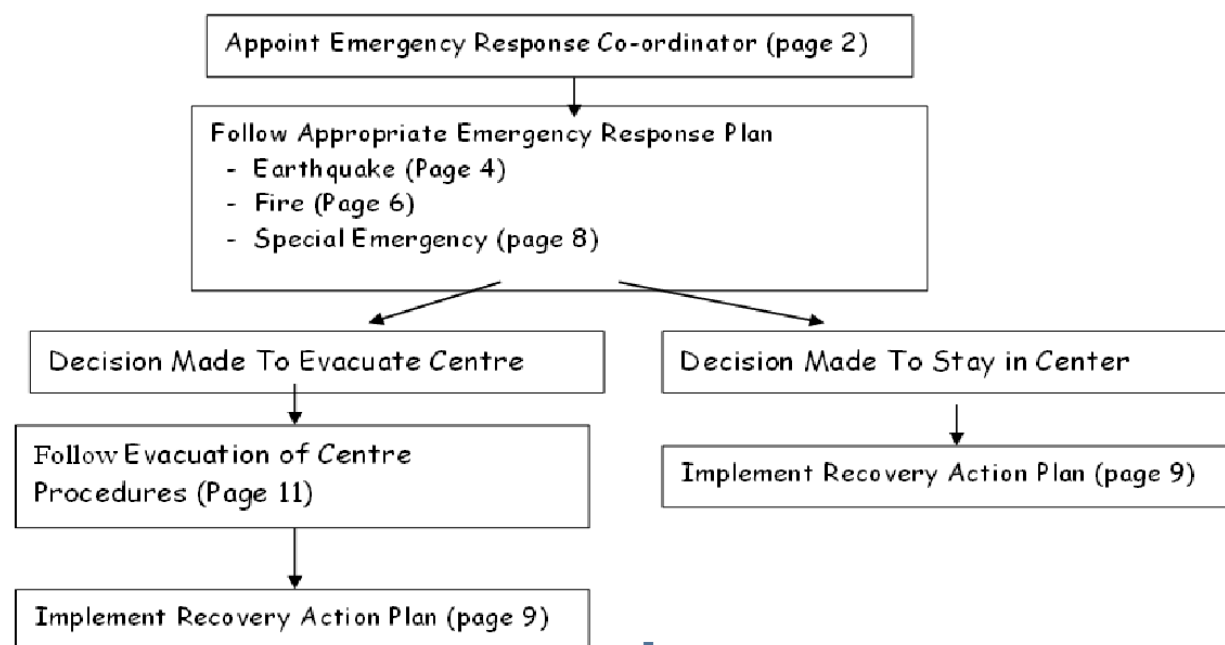 Appoint Emergency Response Co-ordinator (page 2)
Follow Appropriate Emergency Response Plan
- Earthquake (Page 4)
- Fire (Page 6)
- Special Emergency (page 8)
Decision Made To Evacuate Centre
Decision Made To Stay in Center
Follow Evacuation of Centre
Procedures (Page 11)
Implement Recovery Action Plan (page 9)
Implement Recovery Action Plan (page 9)